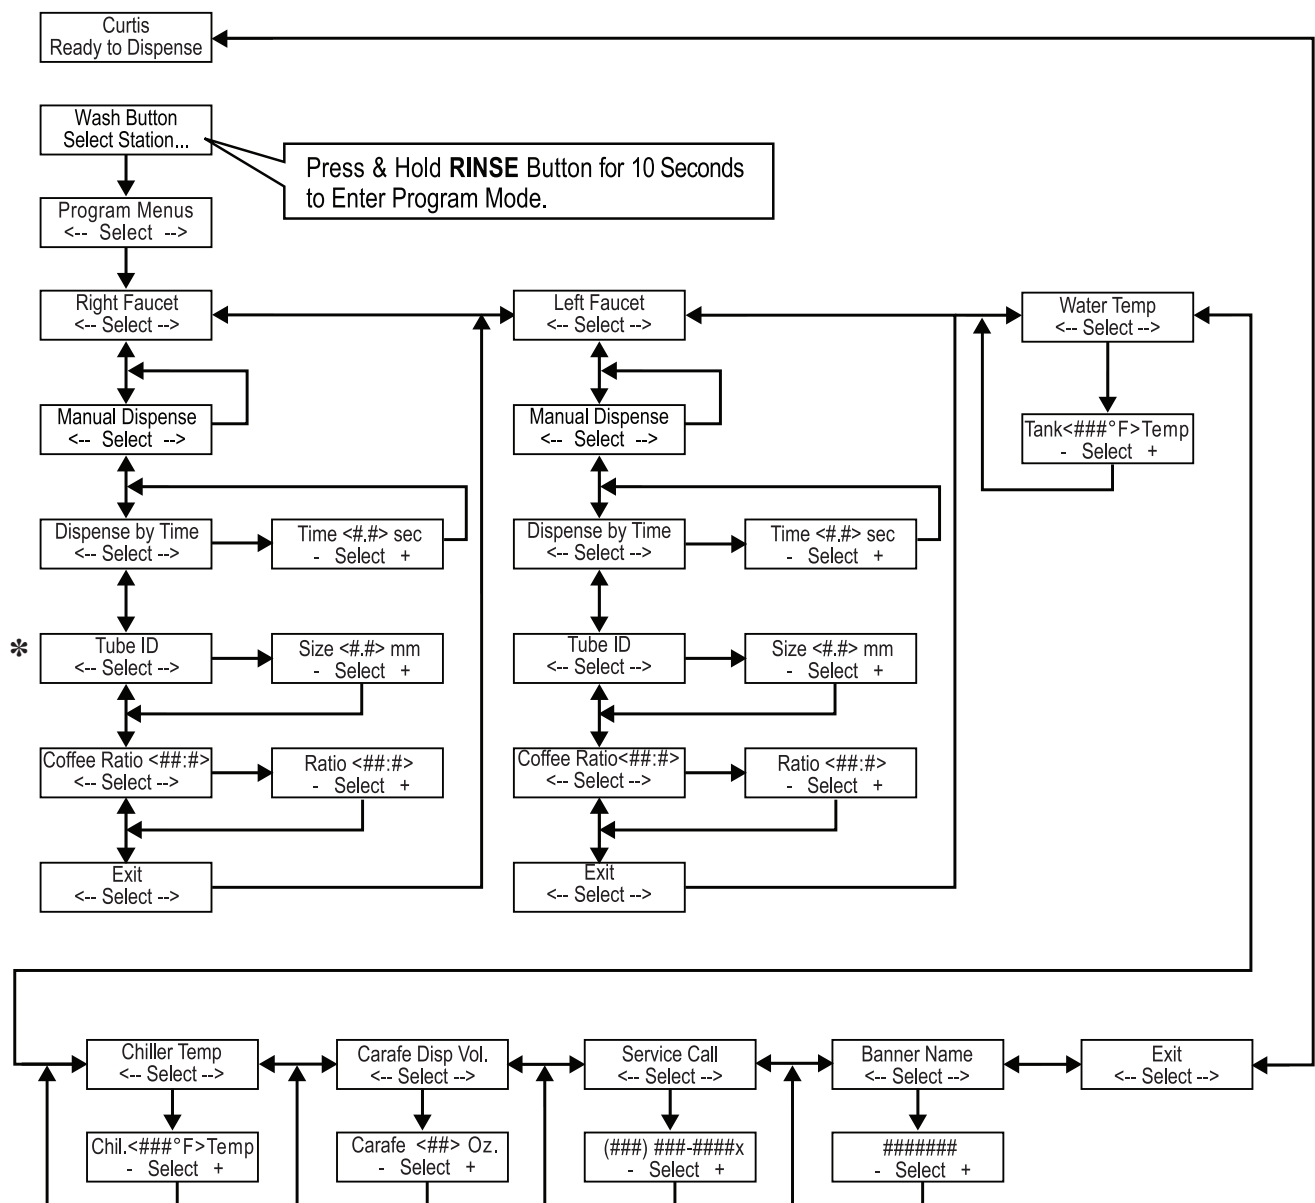 Curtis
Ready to Dispense
Wash Button
Select Station...
Press & Hold RINSE Button for 10 Seconds
to Enter Program Mode.
Program Menus
<-- Select -->
Right Faucet
<-- Select -->
Left Faucet
<-- Select -->
Water Temp
<-- Select -->
Manual Dispense
<-- Select -->
Manual Dispense
<-- Select -->
Tank<###°F>Temp
- Select +
Dispense by Time
<-- Select -->
Time <#.#> sec
- Select +
Dispense by Time
<-- Select -->
Time <#.#> sec
- Select +
*
Tube ID
<-- Select -->
Size <#.#> mm
- Select +
Tube ID
<-- Select -->
Size <#.#> mm
- Select +
Coffee Ratio <##:#>
<-- Select -->
Ratio <##:#>
- Select +
Coffee Ratio<##:#>
<-- Select -->
Ratio <##:#>
- Select +
Exit
<-- Select -->
Exit
<-- Select -->
Chiller Temp
<-- Select -->
Carafe Disp Vol.
<-- Select -->
Service Call
<-- Select -->
Banner Name
<-- Select -->
Exit
<-- Select -->
Chil.<###°F>Temp
- Select +
Carafe <##> Oz.
- Select +
(###) ###-####x
- Select +
#######
- Select +